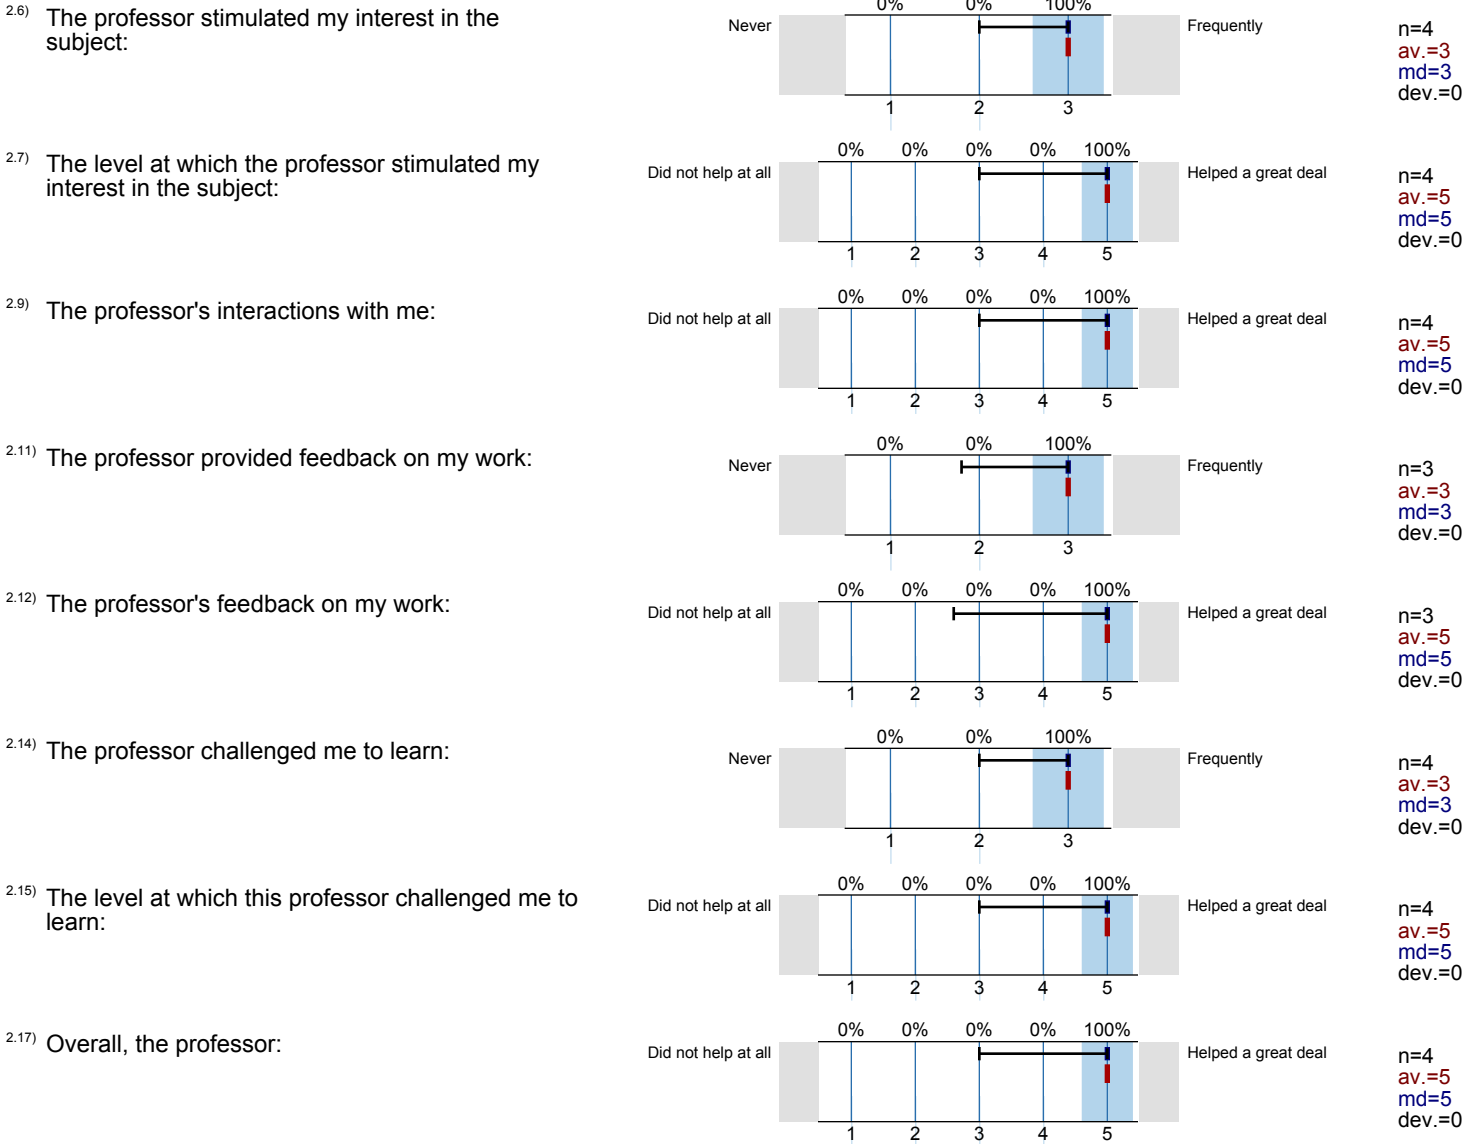 2.6) The professor stimulated my interest in the
subject:
0% 0% 100%
Never Frequently
n=4
av.=3
md=3
dev.=0
1 2 3
2.7) The level at which the professor stimulated my
interest in the subject:
0% 0% 0% 0% 100%
Did not help at all Helped a great deal
n=4
av.=5
md=5
dev.=0
1 2 3 4 5
2.9) The professor's interactions with me:
0% 0% 0% 0% 100%
Did not help at all Helped a great deal
n=4
av.=5
md=5
dev.=0
1 2 3 4 5
2.11) The professor provided feedback on my work:
0% 0% 100%
Never Frequently
n=3
av.=3
md=3
dev.=0
1 2 3
2.12) The professor's feedback on my work:
0% 0% 0% 0% 100%
Did not help at all Helped a great deal
n=3
av.=5
md=5
dev.=0
1 2 3 4 5
2.14) The professor challenged me to learn:
0% 0% 100%
Never Frequently
n=4
av.=3
md=3
dev.=0
1 2 3
2.15) The level at which this professor challenged me to
learn:
0% 0% 0% 0% 100%
Did not help at all Helped a great deal
n=4
av.=5
md=5
dev.=0
1 2 3 4 5
2.17) Overall, the professor:
0% 0% 0% 0% 100%
Did not help at all Helped a great deal
n=4
av.=5
md=5
dev.=0
1 2 3 4 5